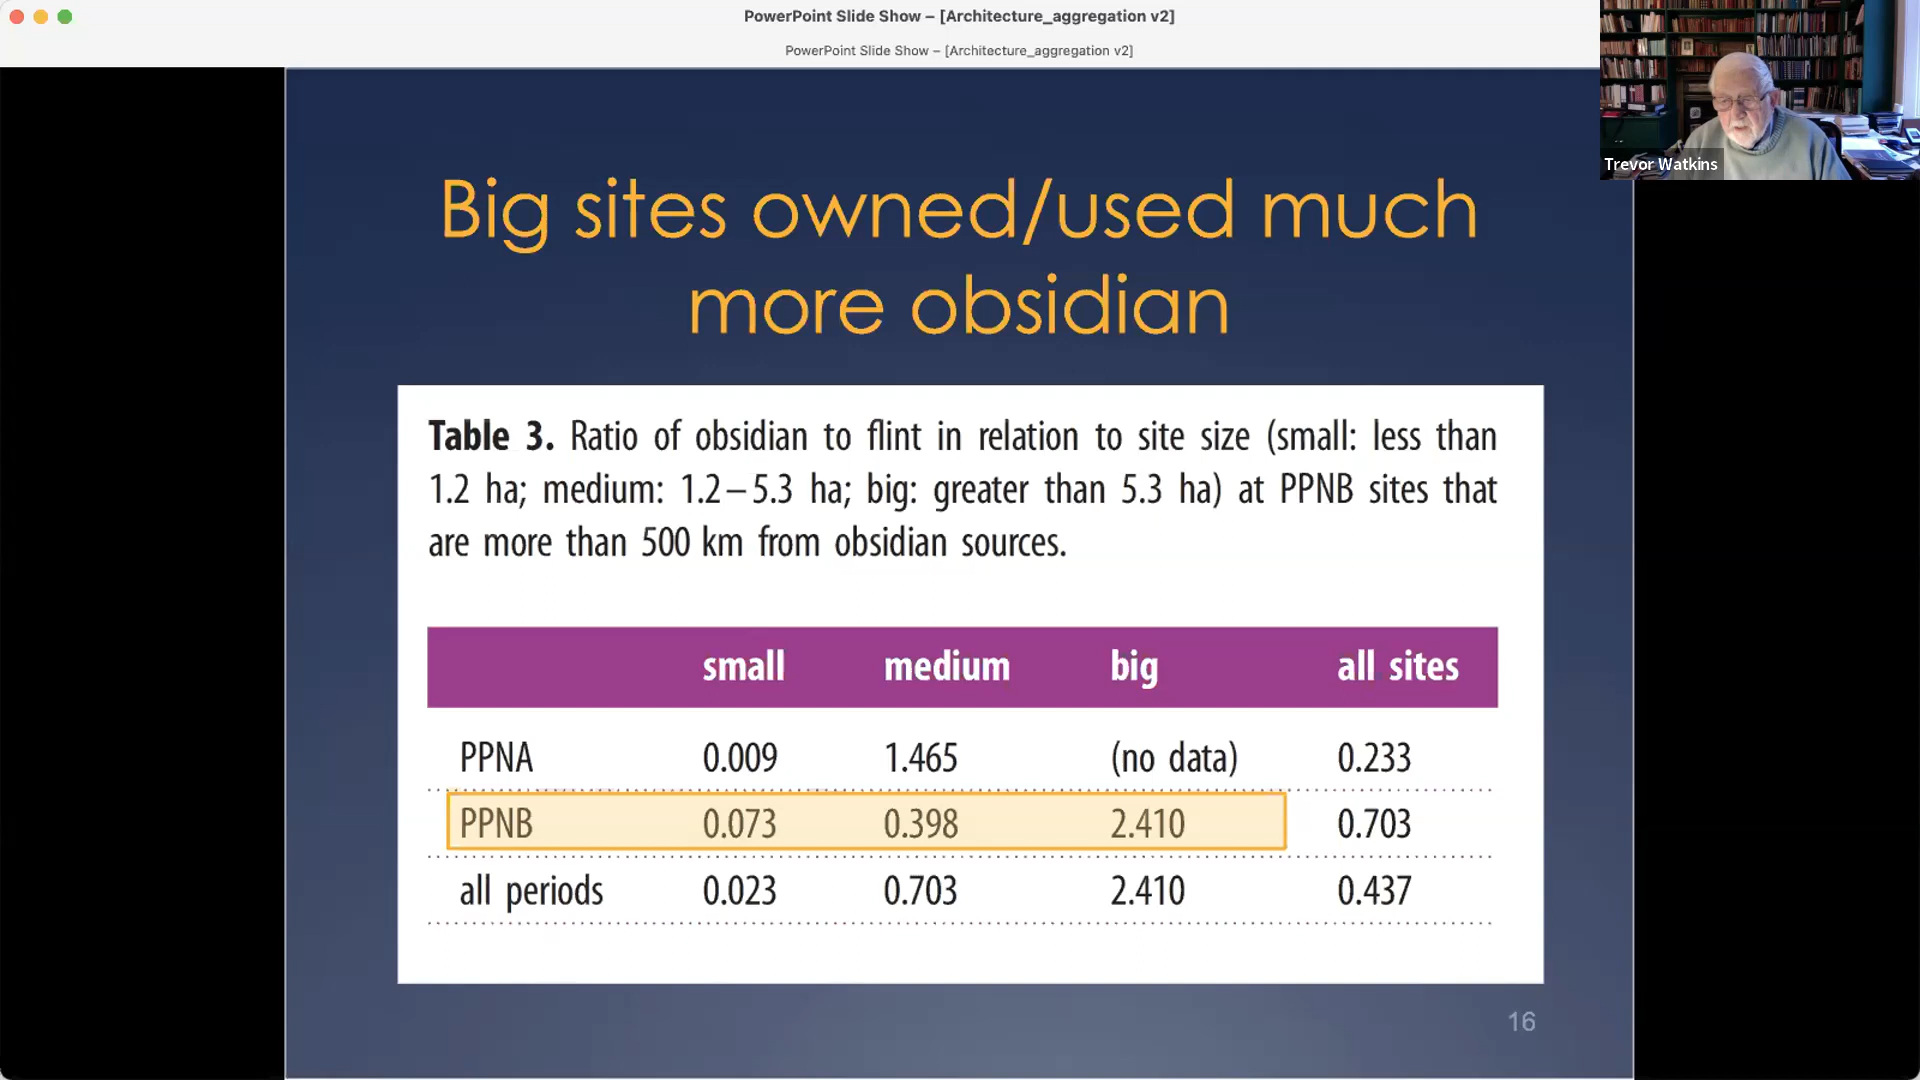 PowerPoint Slide Show – [Architecture_aggregation v2]
PowerPoint Slide Show – [Architecture_aggregation v2]
Trevor Watkins
Big sites owned/used much
more obsidian
Table 3. Ratio of obsidian to flint in relation to site size (small: less than
1.2 ha; medium: 1.2–5.3 ha; big: greater than 5.3 ha) at PPNB sites that
are more than 500 km from obsidian sources.
small medium big all sites
PPNA 0.009 1.465 (no data) 0.233
PPNB 0.073 0.398 2.410 0.703
all periods 0.023 0.703 2.410 0.437
16